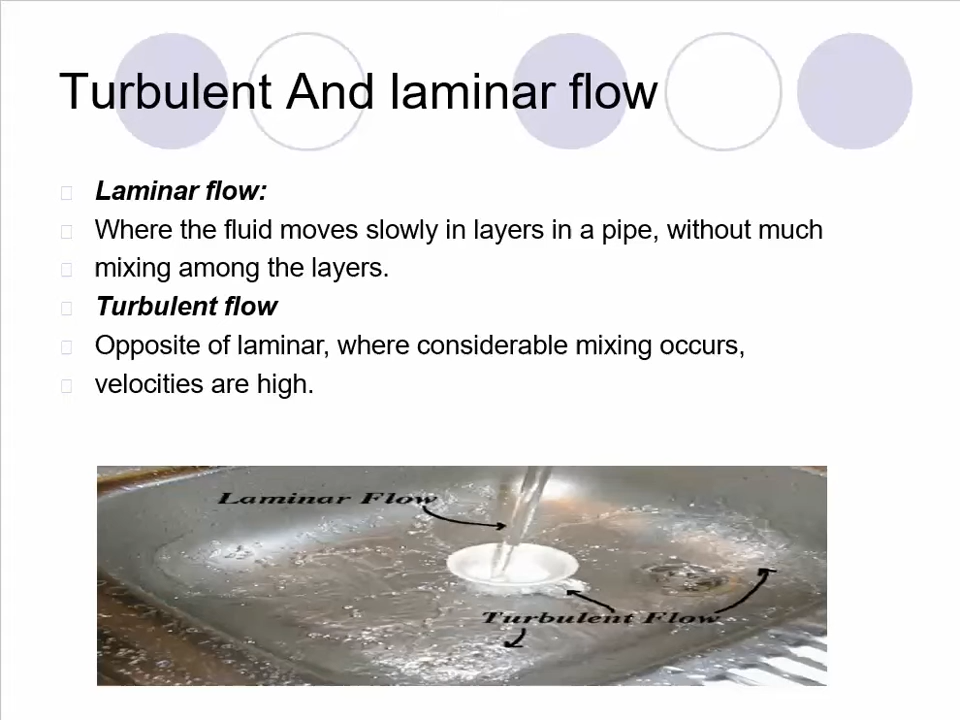 Turbulent And laminar flow
Laminar flow:
Where the fluid moves slowly in layers in a pipe, without much
mixing among the layers.
Turbulent flow
Opposite of laminar, where considerable mixing occurs,
velocities are high.
Laminar Flow
Turbulent Flow